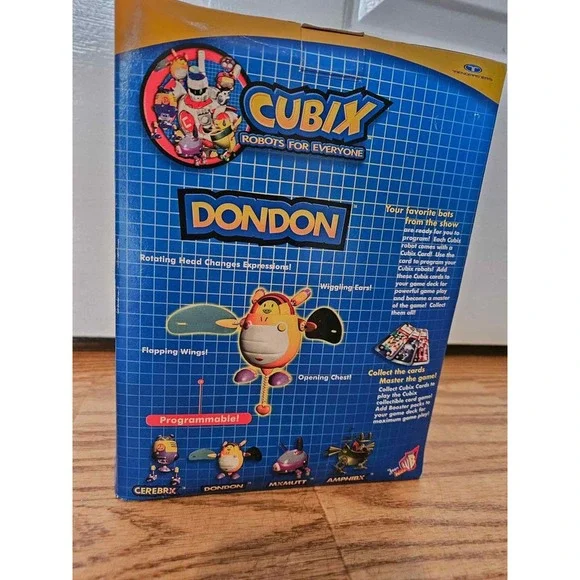 TRENDMASTERS
CUBIX
ROBOTS FOR EVERYONE
DONDON
Your favorite bots
from the show
are ready for you to
program! Each Cubix
robot comes with a
Cubix Card! Use the
card to program your
Cubix robots! Add
these Cubix cards to
your game deck for
powerful game play
and become a master
of the game! Collect
them all!
Rotating Head Changes Expressions!
Wiggling Ears!
Flapping Wings!
Opening Chest!
Programmable!
Collect the cards
Master the game!
Collect Cubix Cards to
play the Cubix
collectible card game!
Add Booster packs to
your game deck for
maximum game play!
CEREBRIX
DONDON
MXMUTT
AMPHIBIX
WB